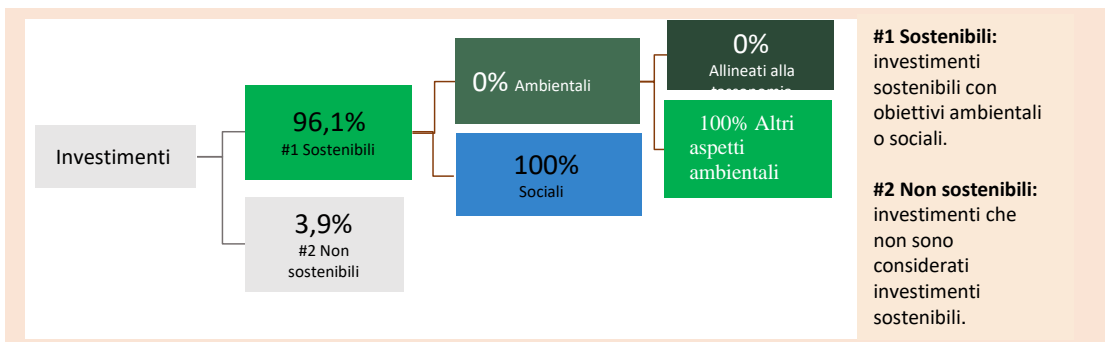 Investimenti
96,1%
#1 Sostenibili
3,9%
#2 Non
sostenibili
0% Ambientali
100%
Sociali
0%
Allineati alla
100% Altri
aspetti
ambientali
#1 Sostenibili:
investimenti
sostenibili con
obiettivi ambientali
o sociali.
#2 Non sostenibili:
investimenti che
non sono
considerati
investimenti
sostenibili.